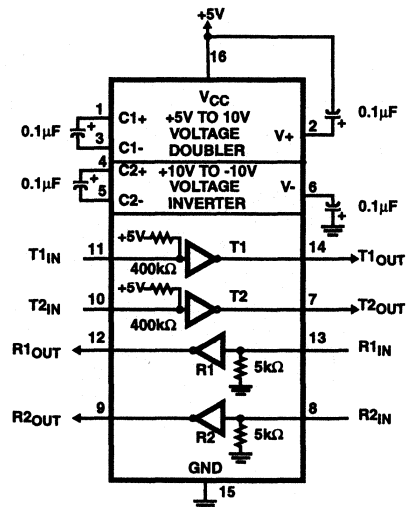 +5V
16
VCC
1 C1+ +5V TO 10V VOLTAGE DOUBLER V+ 2 0.1µF
0.1µF +
3 C1-
4 C2+ +10V TO -10V VOLTAGE INVERTER V- 6
0.1µF +
5 C2- 0.1µF
+5V
T1IN 11 400kΩ T1 14 T1OUT
+5V
T2IN 10 400kΩ T2 7 T2OUT
R1OUT 12 R1 5kΩ 13 R1IN
R2OUT 9 R2 5kΩ 8 R2IN
GND
15